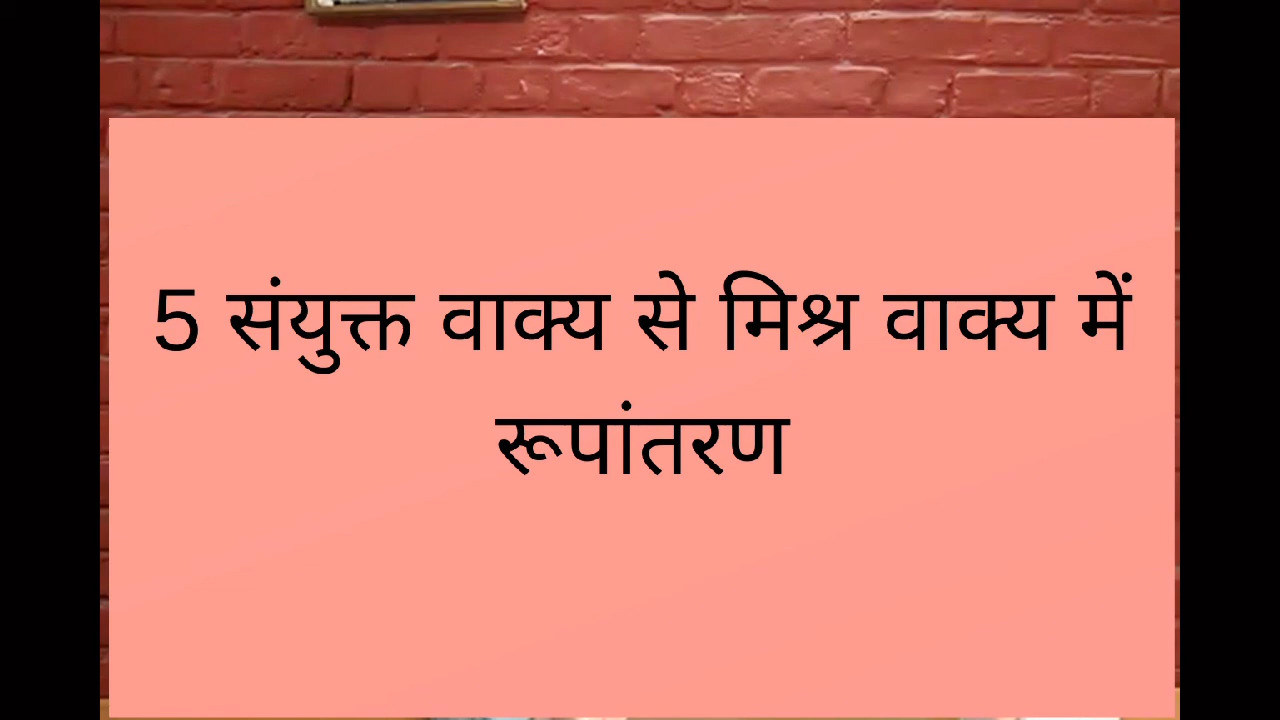 5 संयुक्त वाक्य से मिश्र वाक्य में
रूपांतरण